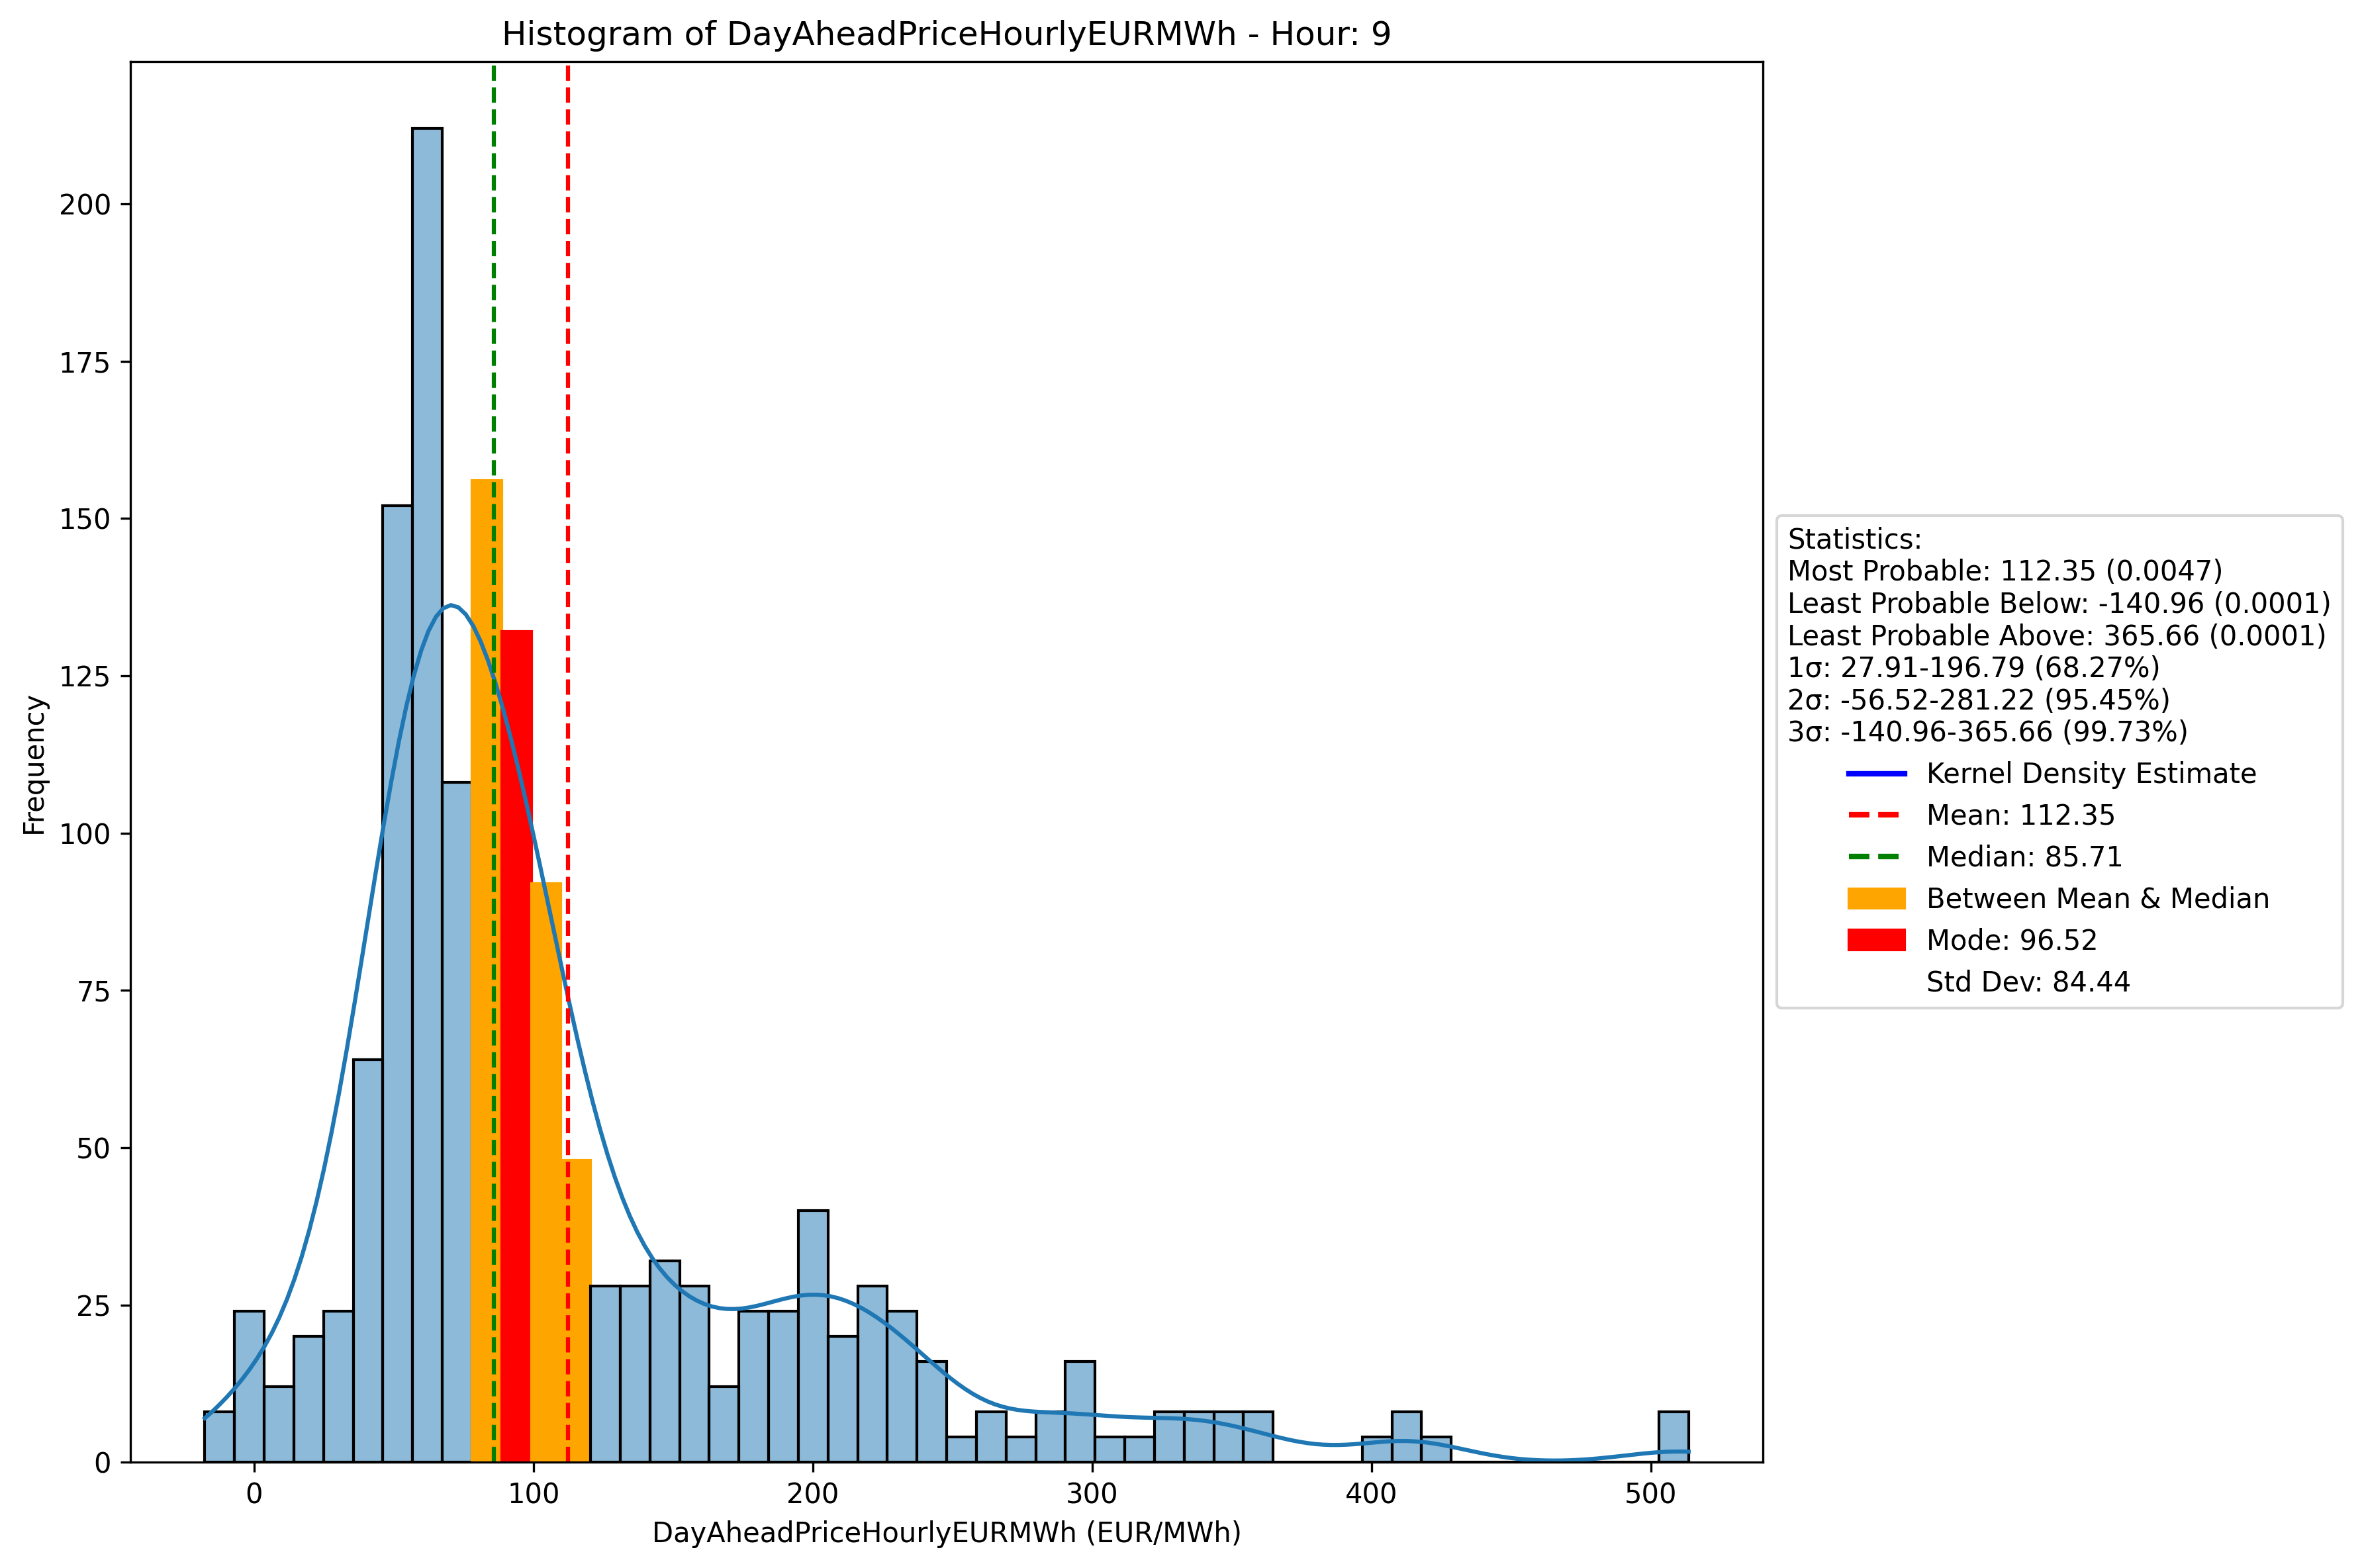 Histogram of DayAheadPriceHourlyEURMWh - Hour: 9
Frequency
200
175
150
125
100
75
50
25
0
0 100 200 300 400 500
DayAheadPriceHourlyEURMWh (EUR/MWh)
Statistics:
Most Probable: 112.35 (0.0047)
Least Probable Below: -140.96 (0.0001)
Least Probable Above: 365.66 (0.0001)
1σ: 27.91-196.79 (68.27%)
2σ: -56.52-281.22 (95.45%)
3σ: -140.96-365.66 (99.73%)
Kernel Density Estimate
Mean: 112.35
Median: 85.71
Between Mean & Median
Mode: 96.52
Std Dev: 84.44